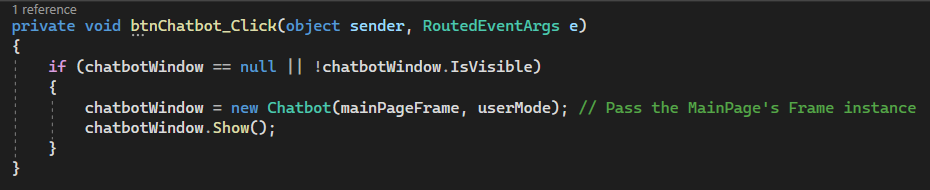 1 reference
private void btnChatbot_Click(object sender, RoutedEventArgs e)
{
    if (chatbotWindow == null || !chatbotWindow.IsVisible)
    {
        chatbotWindow = new Chatbot(mainPageFrame, userMode); // Pass the MainPage's Frame instance
        chatbotWindow.Show();
    }
}